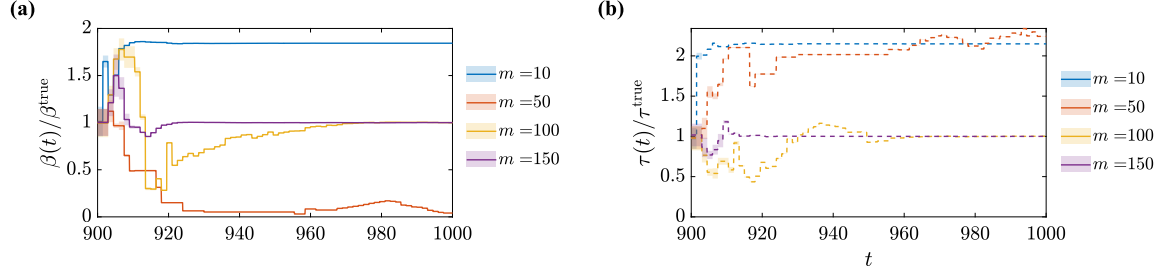 (a)
β(t)/β^true
2
1.5
1
0.5
0
900
920
940
960
980
1000
m = 10
m = 50
m = 100
m = 150
(b)
τ(t)/τ^true
2
1.5
1
0.5
0
900
920
940
960
980
1000
t
m = 10
m = 50
m = 100
m = 150